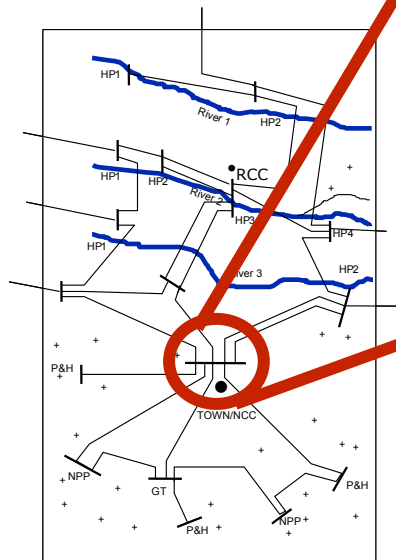 HP1
River 1
HP2
RCC
HP1
HP2
River 2
HP3
HP4
HP1
River 3
HP2
P&H
TOWN/NCC
NPP
GT
P&H
NPP
P&H